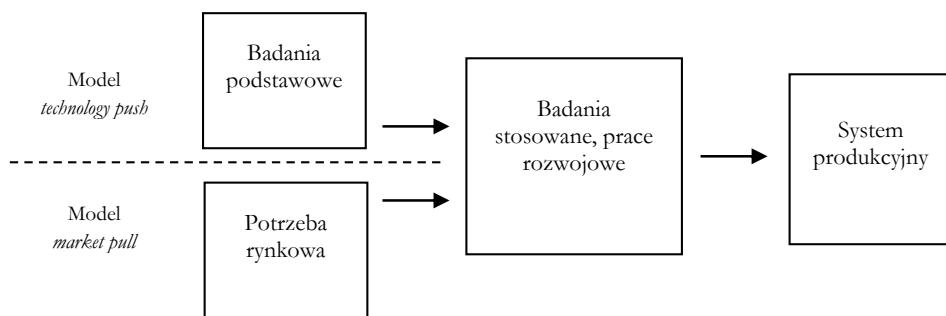 Model
technology push
Badania
podstawowe
Model
market pull
Potrzeba
rynkowa
Badania
stosowane, prace
rozwojowe
System
produkcyjny